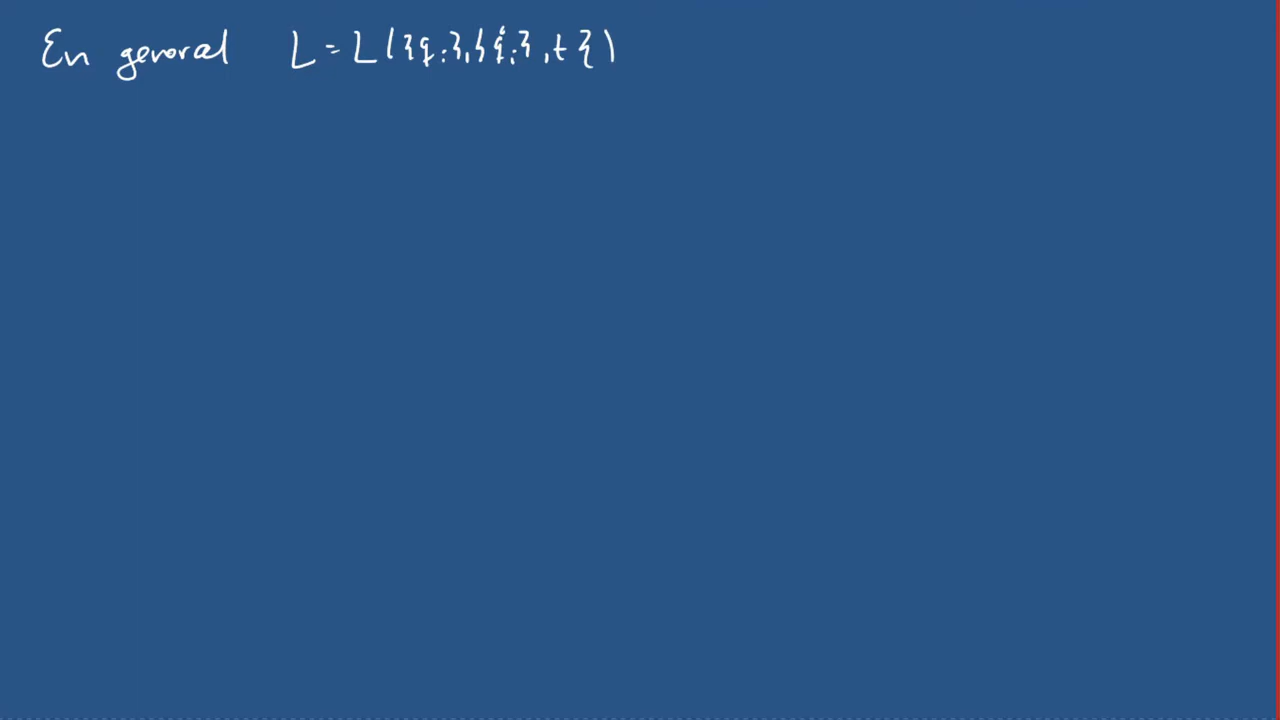 En general L = L({q_i},{q̇_i},t})